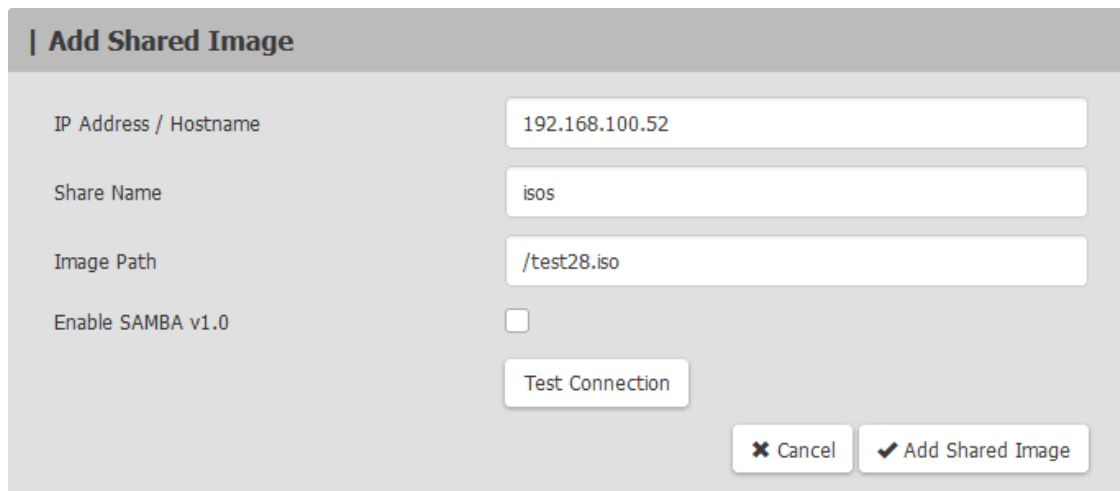 | Add Shared Image
IP Address / Hostname 192.168.100.52
Share Name isos
Image Path /test28.iso
Enable SAMBA v1.0
Test Connection
✖ Cancel ✔ Add Shared Image